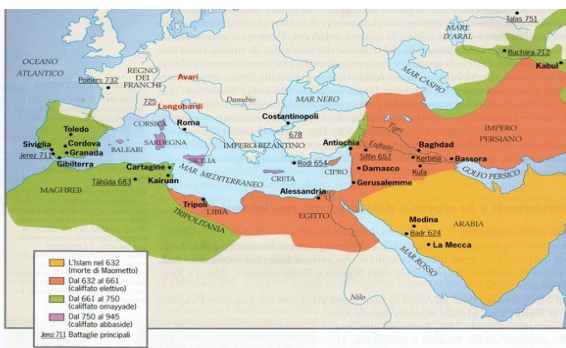 Talas 751
MARE
D'ARAL
OCEANO
ATLANTICO
Buchara 712
REGNO
DEI
FRANCHI
Poitiers 732
Avari
Kabul
MAR CASPIO
725
Longobardi
Danubio
MAR NERO
CORSICA
Roma
Costantinopoli
678
Toledo
SARDEGNA
BALEARI
IMPERO BIZANTINO
Cordova
Siviglia
Granada
Jerez 711
Gibilterra
Antiochia
Tigri
Eufrate
Baghdad
IMPERO
PERSIANO
SICILIA
Siffin 657
Kerbela
Bassora
Cartagine
Rodi 654
CIPRO
Damasco
Kufa
MAGHREB
Tahùda 683
Kairuan
MAR MEDITERRANEO
CRETA
Gerusalemme
GOLFO PERSICO
Alessandria
Tripoli
LIBIA
EGITTO
TRIPOLITANIA
Medina
ARABIA
Badr 624
La Mecca
MAR ROSSO
Nilo
L'Islam nel 632
(morte di Maometto)
Dal 632 al 661
(califfato elettivo)
Dal 661 al 750
(califfato omayyade)
Dal 750 al 945
(califfato abbaside)
Jerez 711 Battaglie principali